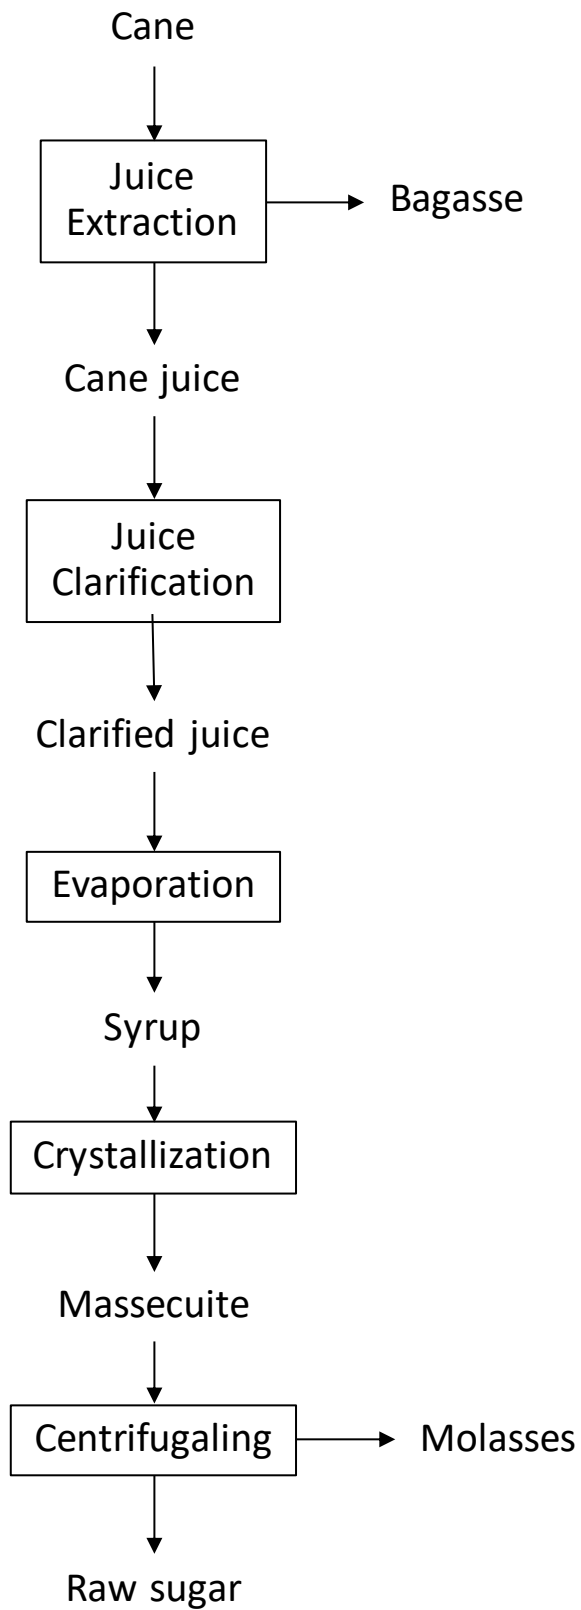 Cane
Juice
Extraction
Bagasse
Cane juice
Juice
Clarification
Clarified juice
Evaporation
Syrup
Crystallization
Massecuite
Centrifugaling
Molasses
Raw sugar